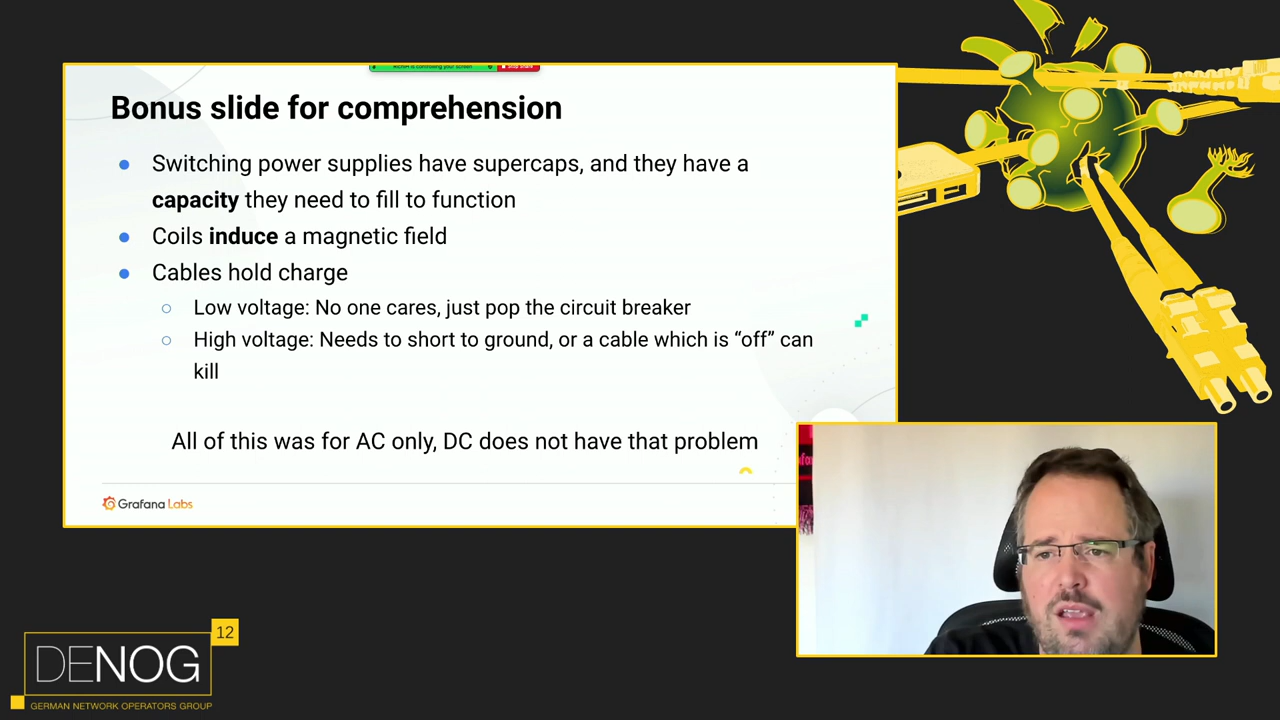 Bonus slide for comprehension
● Switching power supplies have supercaps, and they have a
capacity they need to fill to function
● Coils induce a magnetic field
● Cables hold charge
○ Low voltage: No one cares, just pop the circuit breaker
○ High voltage: Needs to short to ground, or a cable which is “off” can
kill
All of this was for AC only, DC does not have that problem
Grafana Labs
12
DENOG
GERMAN NETWORK OPERATORS GROUP